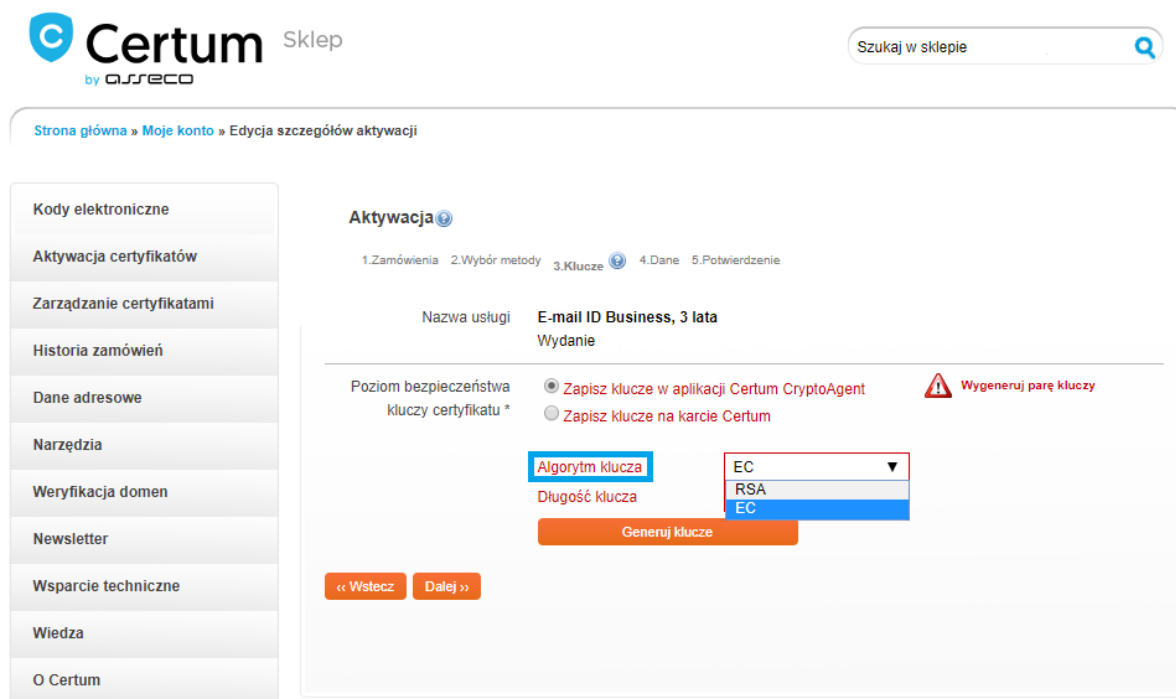 Certum Sklep
by asseco
Szukaj w sklepie
Strona główna » Moje konto » Edycja szczegółów aktywacji
Kody elektroniczne
Aktywacja certyfikatów
Zarządzanie certyfikatami
Historia zamówień
Dane adresowe
Narzędzia
Weryfikacja domen
Newsletter
Wsparcie techniczne
Wiedza
O Certum
Aktywacja ?
1.Zamówienia 2.Wybór metody 3.Klucze ? 4.Dane 5.Potwierdzenie
Nazwa usługi E-mail ID Business, 3 lata
Wydanie
Poziom bezpieczeństwa kluczy certyfikatu *
Zapisz klucze w aplikacji Certum CryptoAgent
Zapisz klucze na karcie Certum
Wygeneruj parę kluczy
Algorytm klucza EC
RSA
EC
Długość klucza
Generuj klucze
‹‹ Wstecz Dalej ››